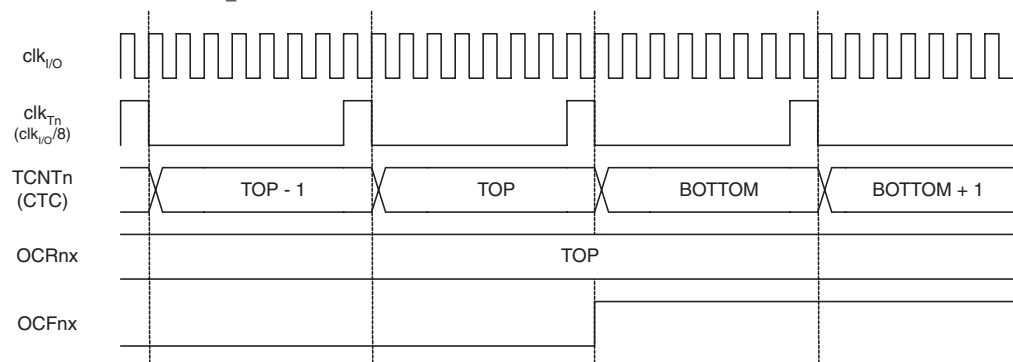 clkI/O
clkTn
(clkI/O/8)
TCNTn
(CTC)
TOP - 1
TOP
BOTTOM
BOTTOM + 1
OCRnx
TOP
OCFnx